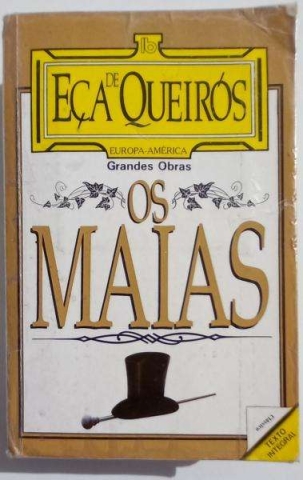 EÇA DE QUEIRÓS
EUROPA-AMÉRICA
Grandes Obras
OS
MAIAS
TEXTO
INTEGRAL